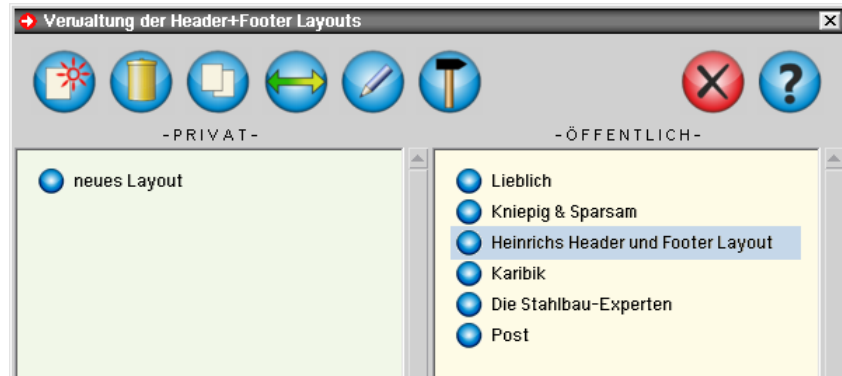 Verwaltung der Header+Footer Layouts
-PRIVAT-
-ÖFFENTLICH-
neues Layout
Lieblich
Kniepig & Sparsam
Heinrichs Header und Footer Layout
Karibik
Die Stahlbau-Experten
Post